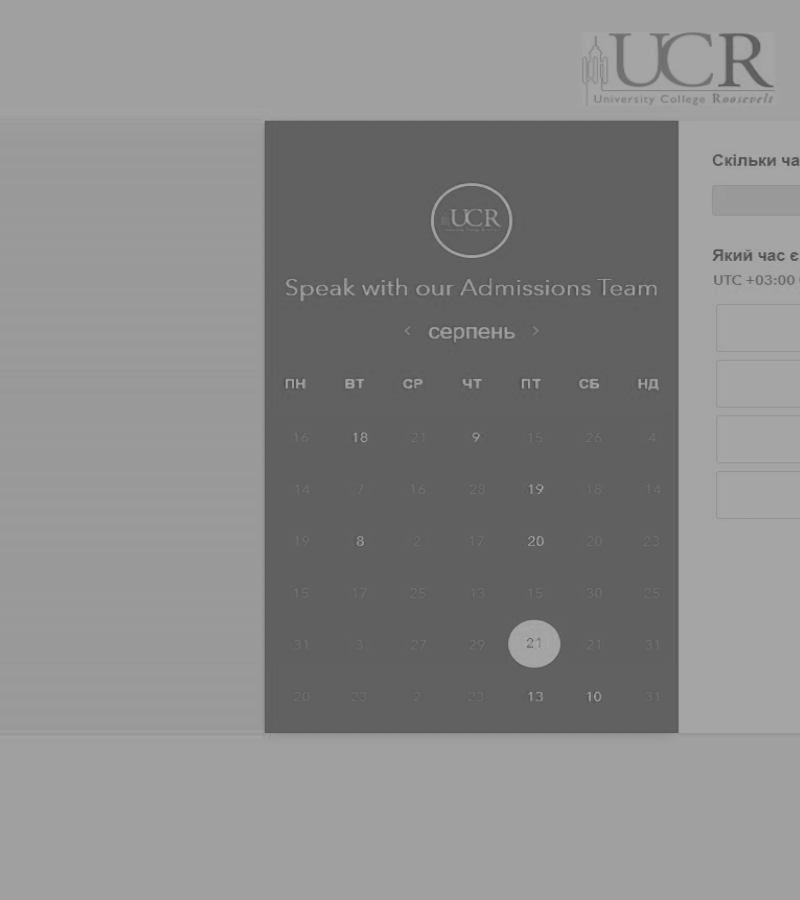 UCR
University College Roosevelt
UCR
Speak with our Admissions Team
< серпень >
ПН ВТ СР ЧТ ПТ СБ НД
16 18 21 9 15 26 4
14 7 16 28 19 18 14
19 8 2 17 20 20 23
15 17 25 13 15 30 25
31 3 27 29 21 21 31
20 23 2 23 13 10 31
Скільки ча
Який час є
UTC +03:00